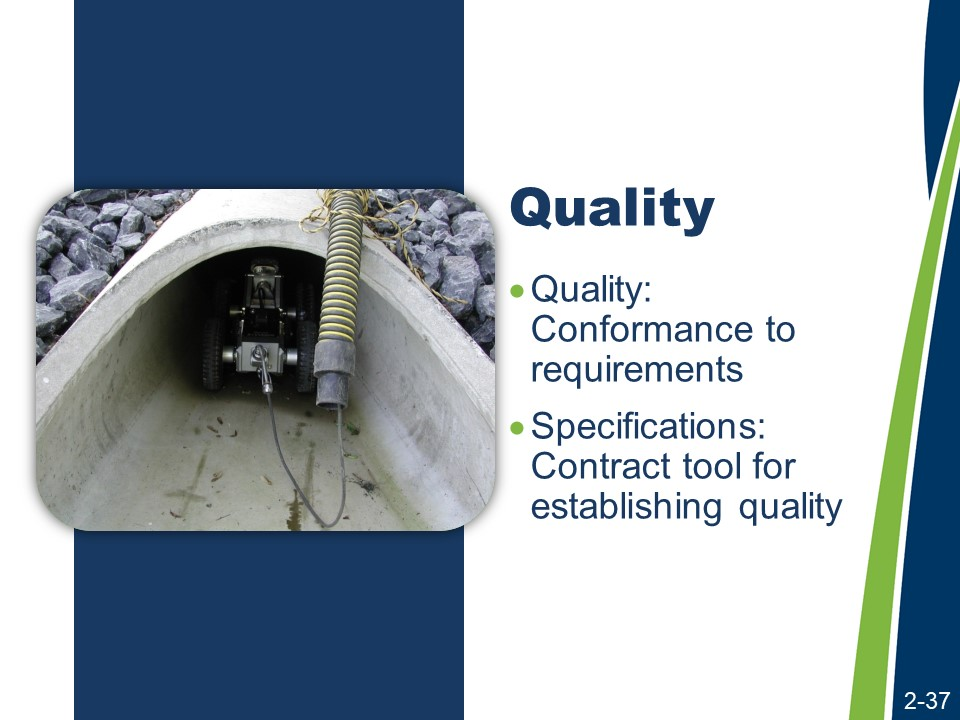 Quality
• Quality:
Conformance to
requirements
• Specifications:
Contract tool for
establishing quality
2-37